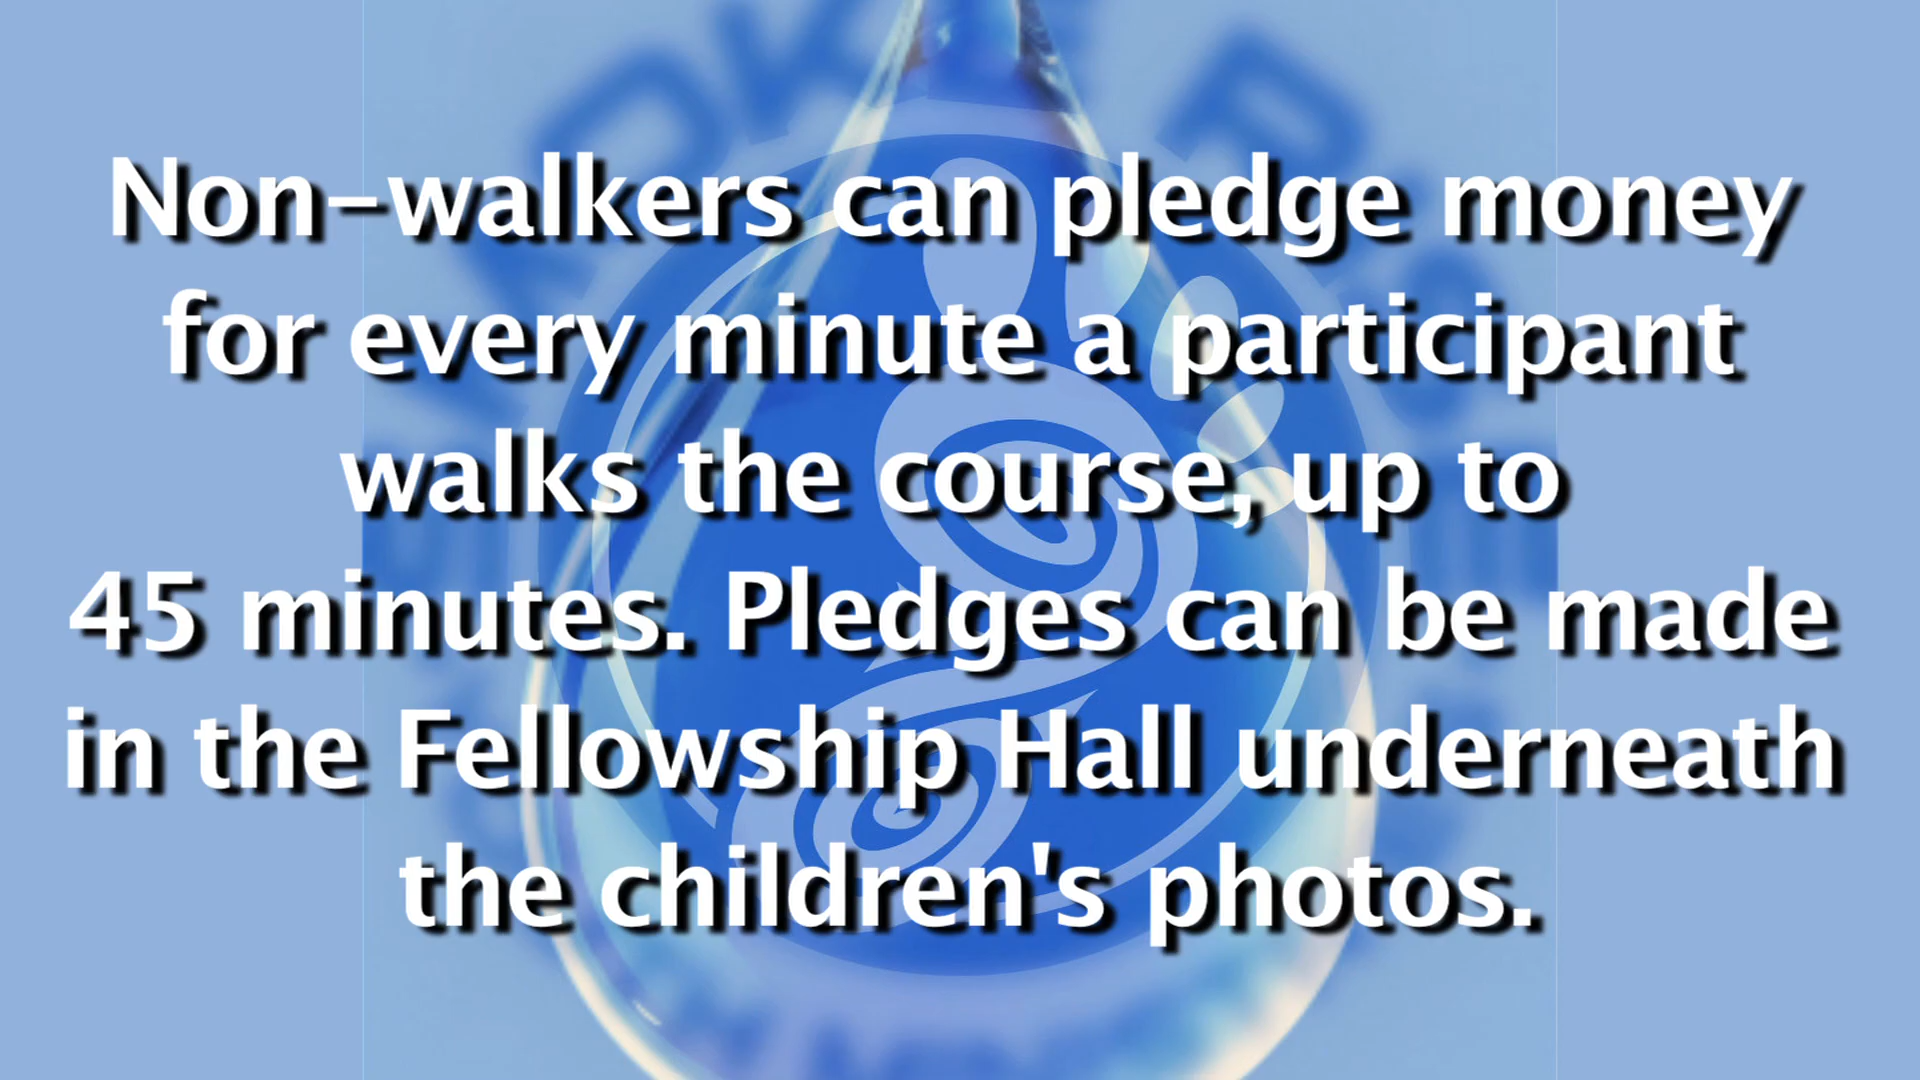 Non-walkers can pledge money
for every minute a participant
walks the course, up to
45 minutes. Pledges can be made
in the Fellowship Hall underneath
the children's photos.